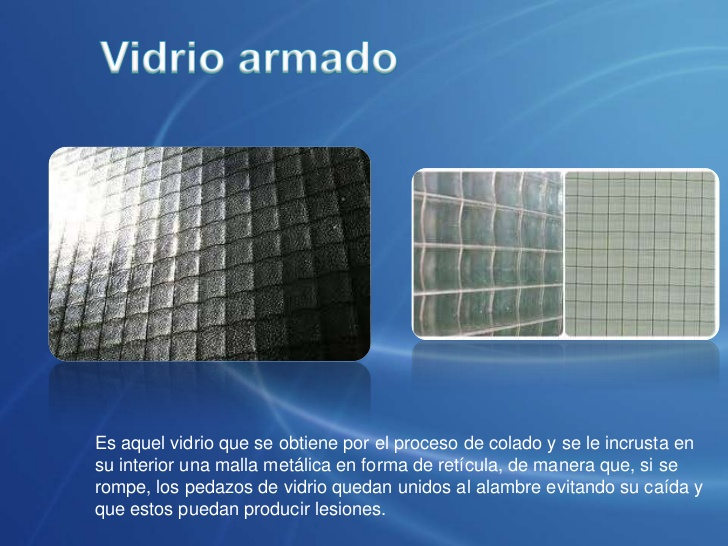 Vidrio armado
Es aquel vidrio que se obtiene por el proceso de colado y se le incrusta en
su interior una malla metálica en forma de retícula, de manera que, si se
rompe, los pedazos de vidrio quedan unidos al alambre evitando su caída y
que estos puedan producir lesiones.